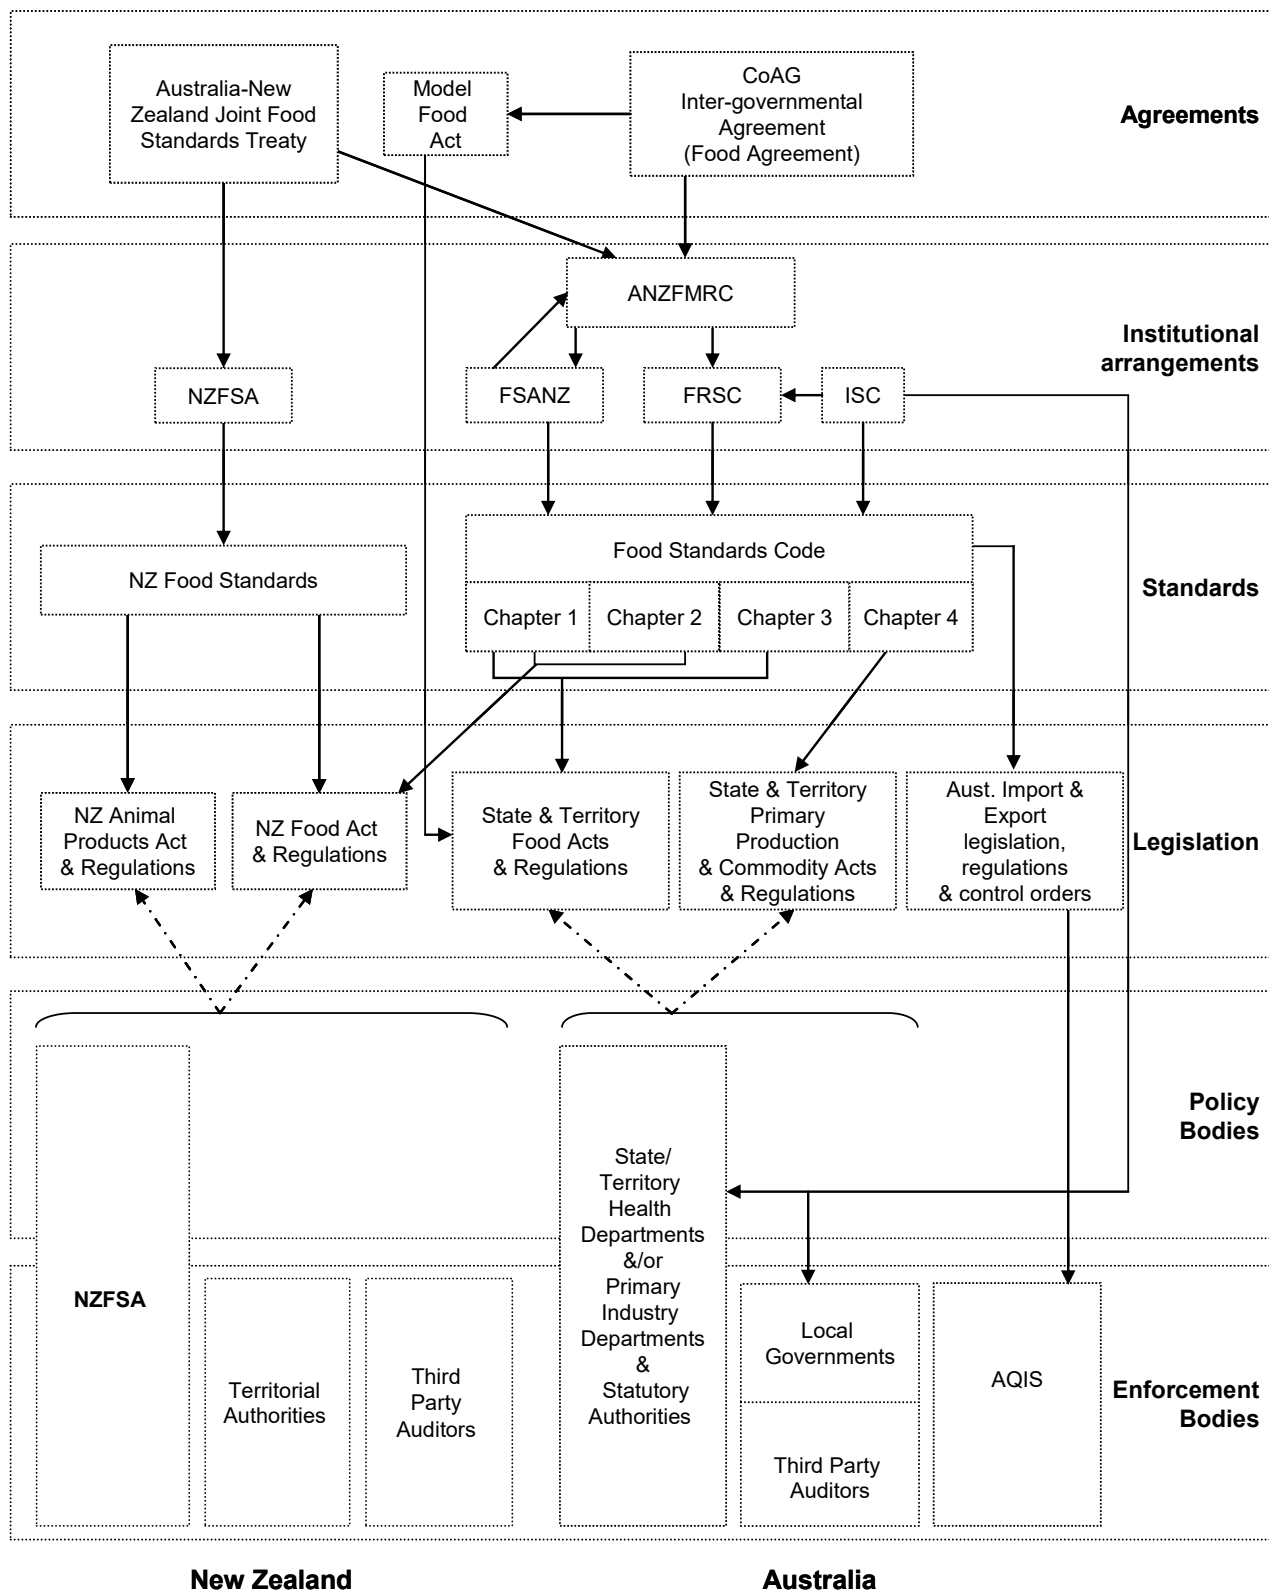 Australia-New
Zealand Joint Food
Standards Treaty
Model
Food
Act
CoAG
Inter-governmental
Agreement
(Food Agreement)
Agreements
ANZFMRC
Institutional
arrangements
NZFSA
FSANZ
FRSC
ISC
NZ Food Standards
Food Standards Code
Chapter 1
Chapter 2
Chapter 3
Chapter 4
Standards
NZ Animal
Products Act
& Regulations
NZ Food Act
& Regulations
State & Territory
Food Acts
& Regulations
State & Territory
Primary
Production
& Commodity Acts
& Regulations
Aust. Import &
Export
legislation,
regulations
& control orders
Legislation
Policy
Bodies
NZFSA
Territorial
Authorities
Third
Party
Auditors
State/
Territory
Health
Departments
&/or
Primary
Industry
Departments
&
Statutory
Authorities
Local
Governments
Third Party
Auditors
AQIS
Enforcement
Bodies
New Zealand
Australia